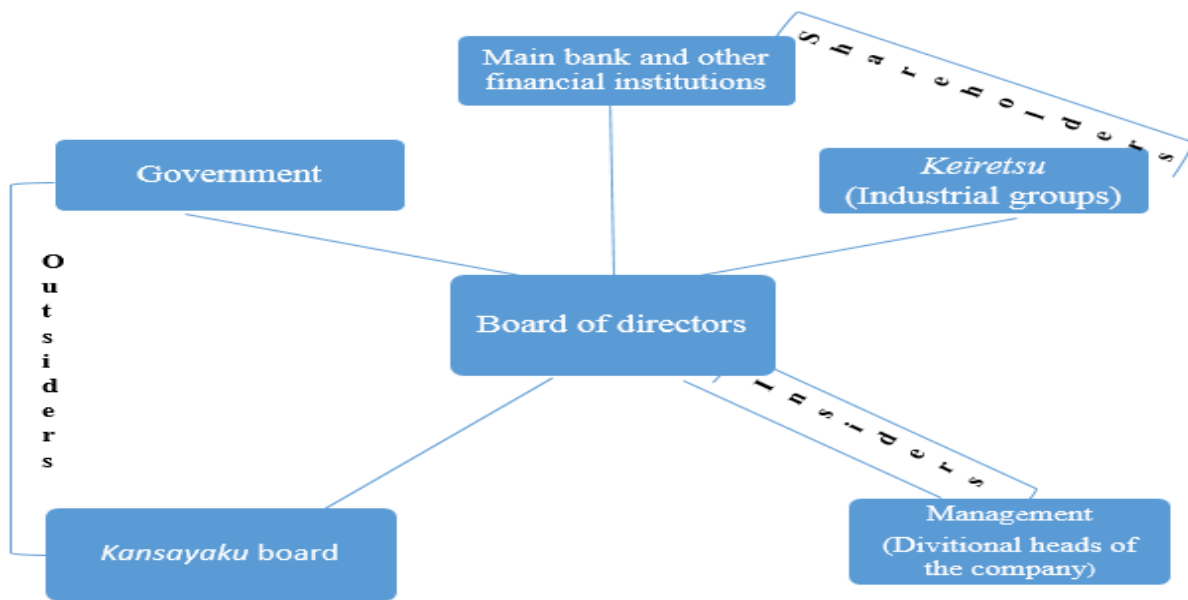 Main bank and other
financial institutions
Shareholders
Government
Keiretsu
(Industrial groups)
Outsiders
Board of directors
Insiders
Kansayaku board
Management
(Divitional heads of
the company)